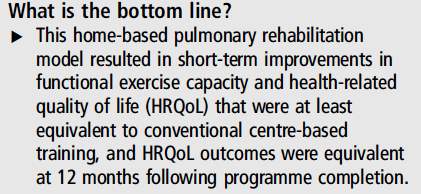 What is the bottom line?
▶ This home-based pulmonary rehabilitation
model resulted in short-term improvements in
functional exercise capacity and health-related
quality of life (HRQoL) that were at least
equivalent to conventional centre-based
training, and HRQoL outcomes were equivalent
at 12 months following programme completion.